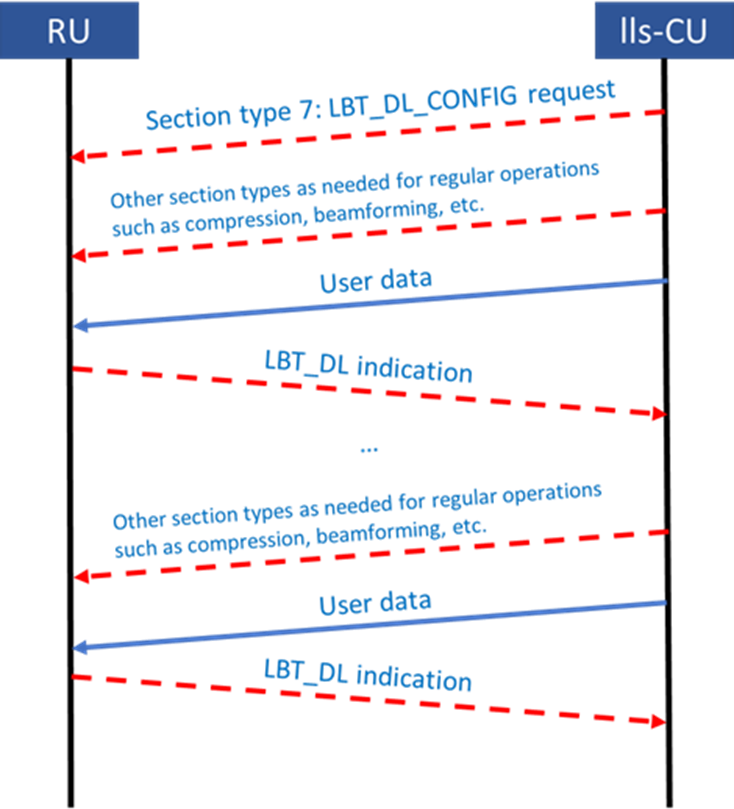 RU
lls-CU
Section type 7: LBT_DL_CONFIG request
Other section types as needed for regular operations
such as compression, beamforming, etc.
User data
LBT_DL indication
...
Other section types as needed for regular operations
such as compression, beamforming, etc.
User data
LBT_DL indication